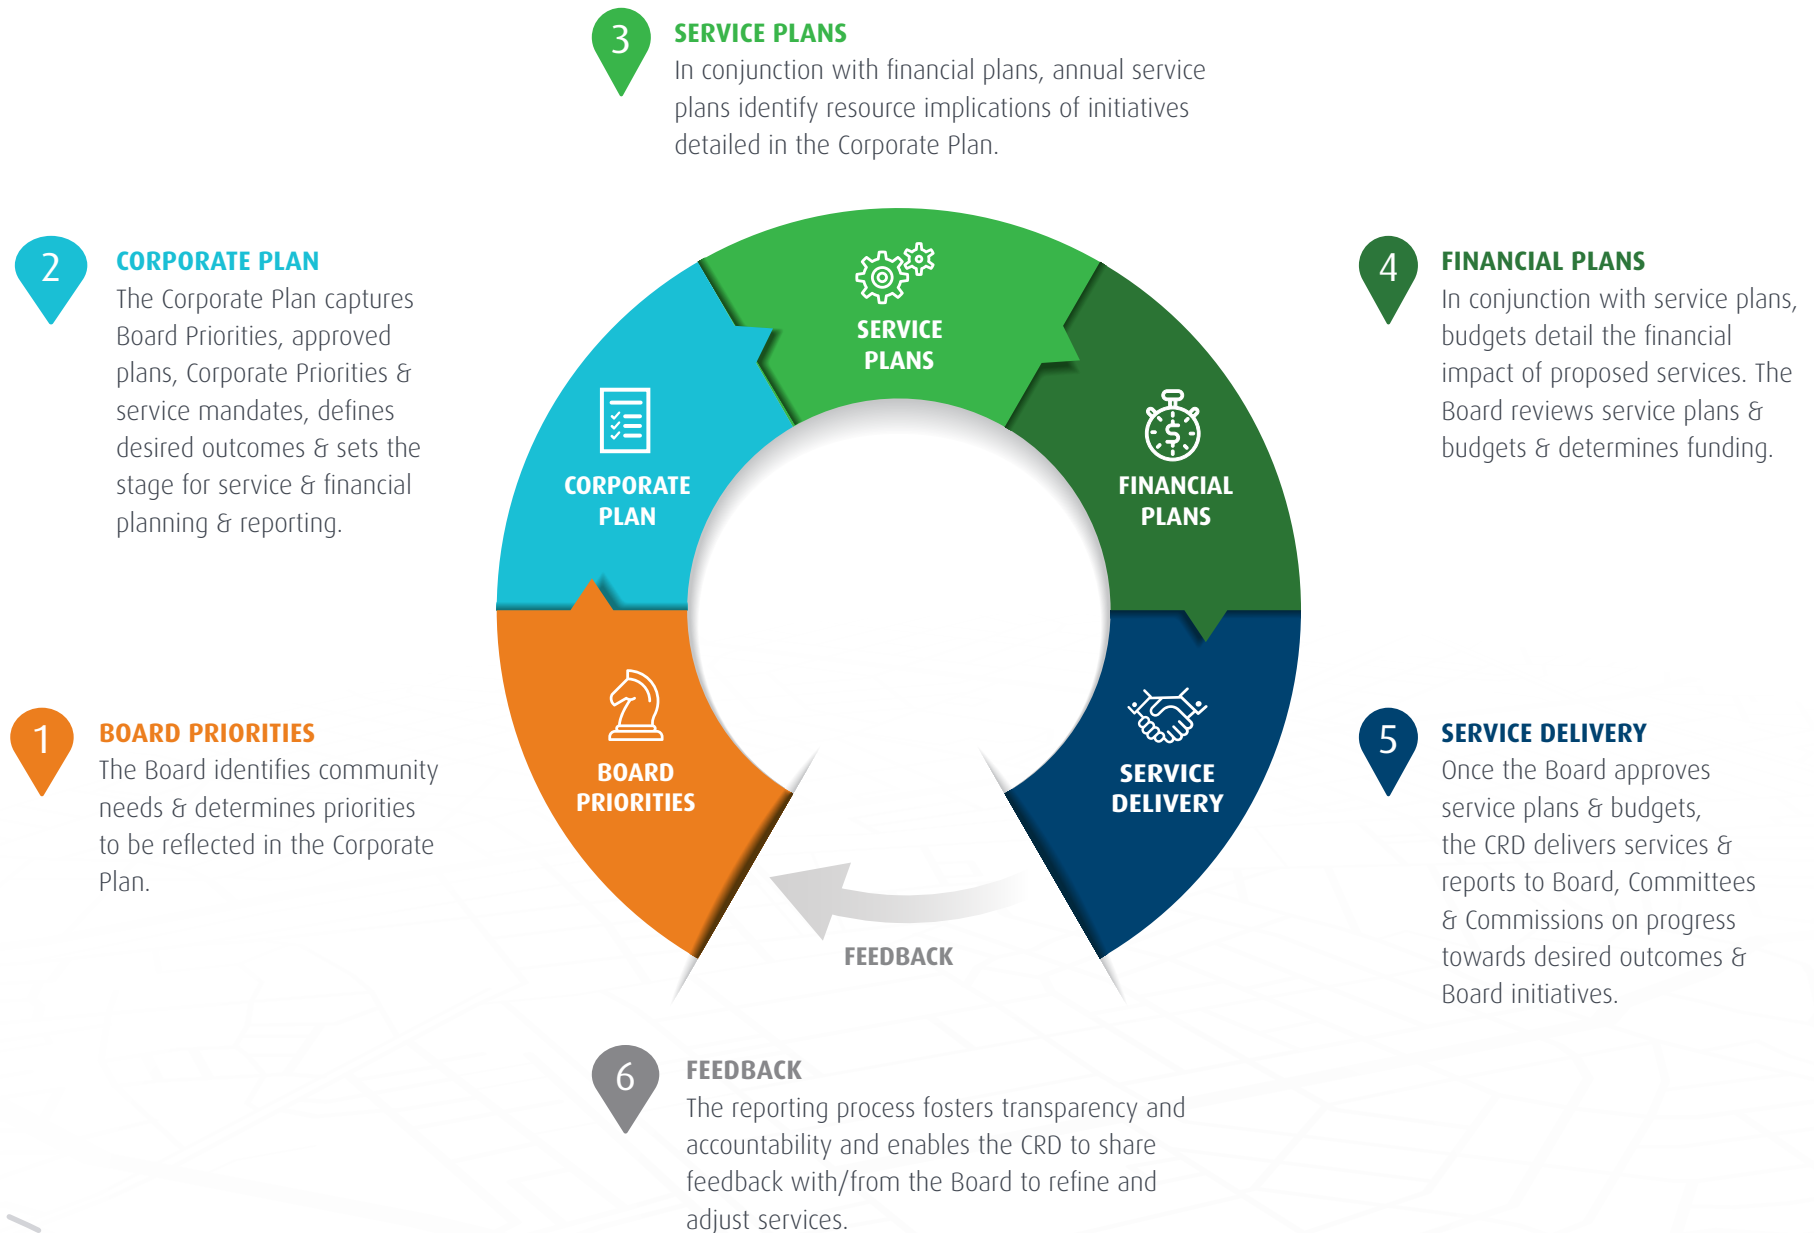 3
SERVICE PLANS
In conjunction with financial plans, annual service
plans identify resource implications of initiatives
detailed in the Corporate Plan.
2
CORPORATE PLAN
The Corporate Plan captures
Board Priorities, approved
plans, Corporate Priorities &
service mandates, defines
desired outcomes & sets the
stage for service & financial
planning & reporting.
4
FINANCIAL PLANS
In conjunction with service plans,
budgets detail the financial
impact of proposed services. The
Board reviews service plans &
budgets & determines funding.
SERVICE
PLANS
CORPORATE
PLAN
$
FINANCIAL
PLANS
1
BOARD PRIORITIES
The Board identifies community
needs & determines priorities
to be reflected in the Corporate
Plan.
BOARD
PRIORITIES
SERVICE
DELIVERY
5
SERVICE DELIVERY
Once the Board approves
service plans & budgets,
the CRD delivers services &
reports to Board, Committees
& Commissions on progress
towards desired outcomes &
Board initiatives.
FEEDBACK
6
FEEDBACK
The reporting process fosters transparency and
accountability and enables the CRD to share
feedback with/from the Board to refine and
adjust services.